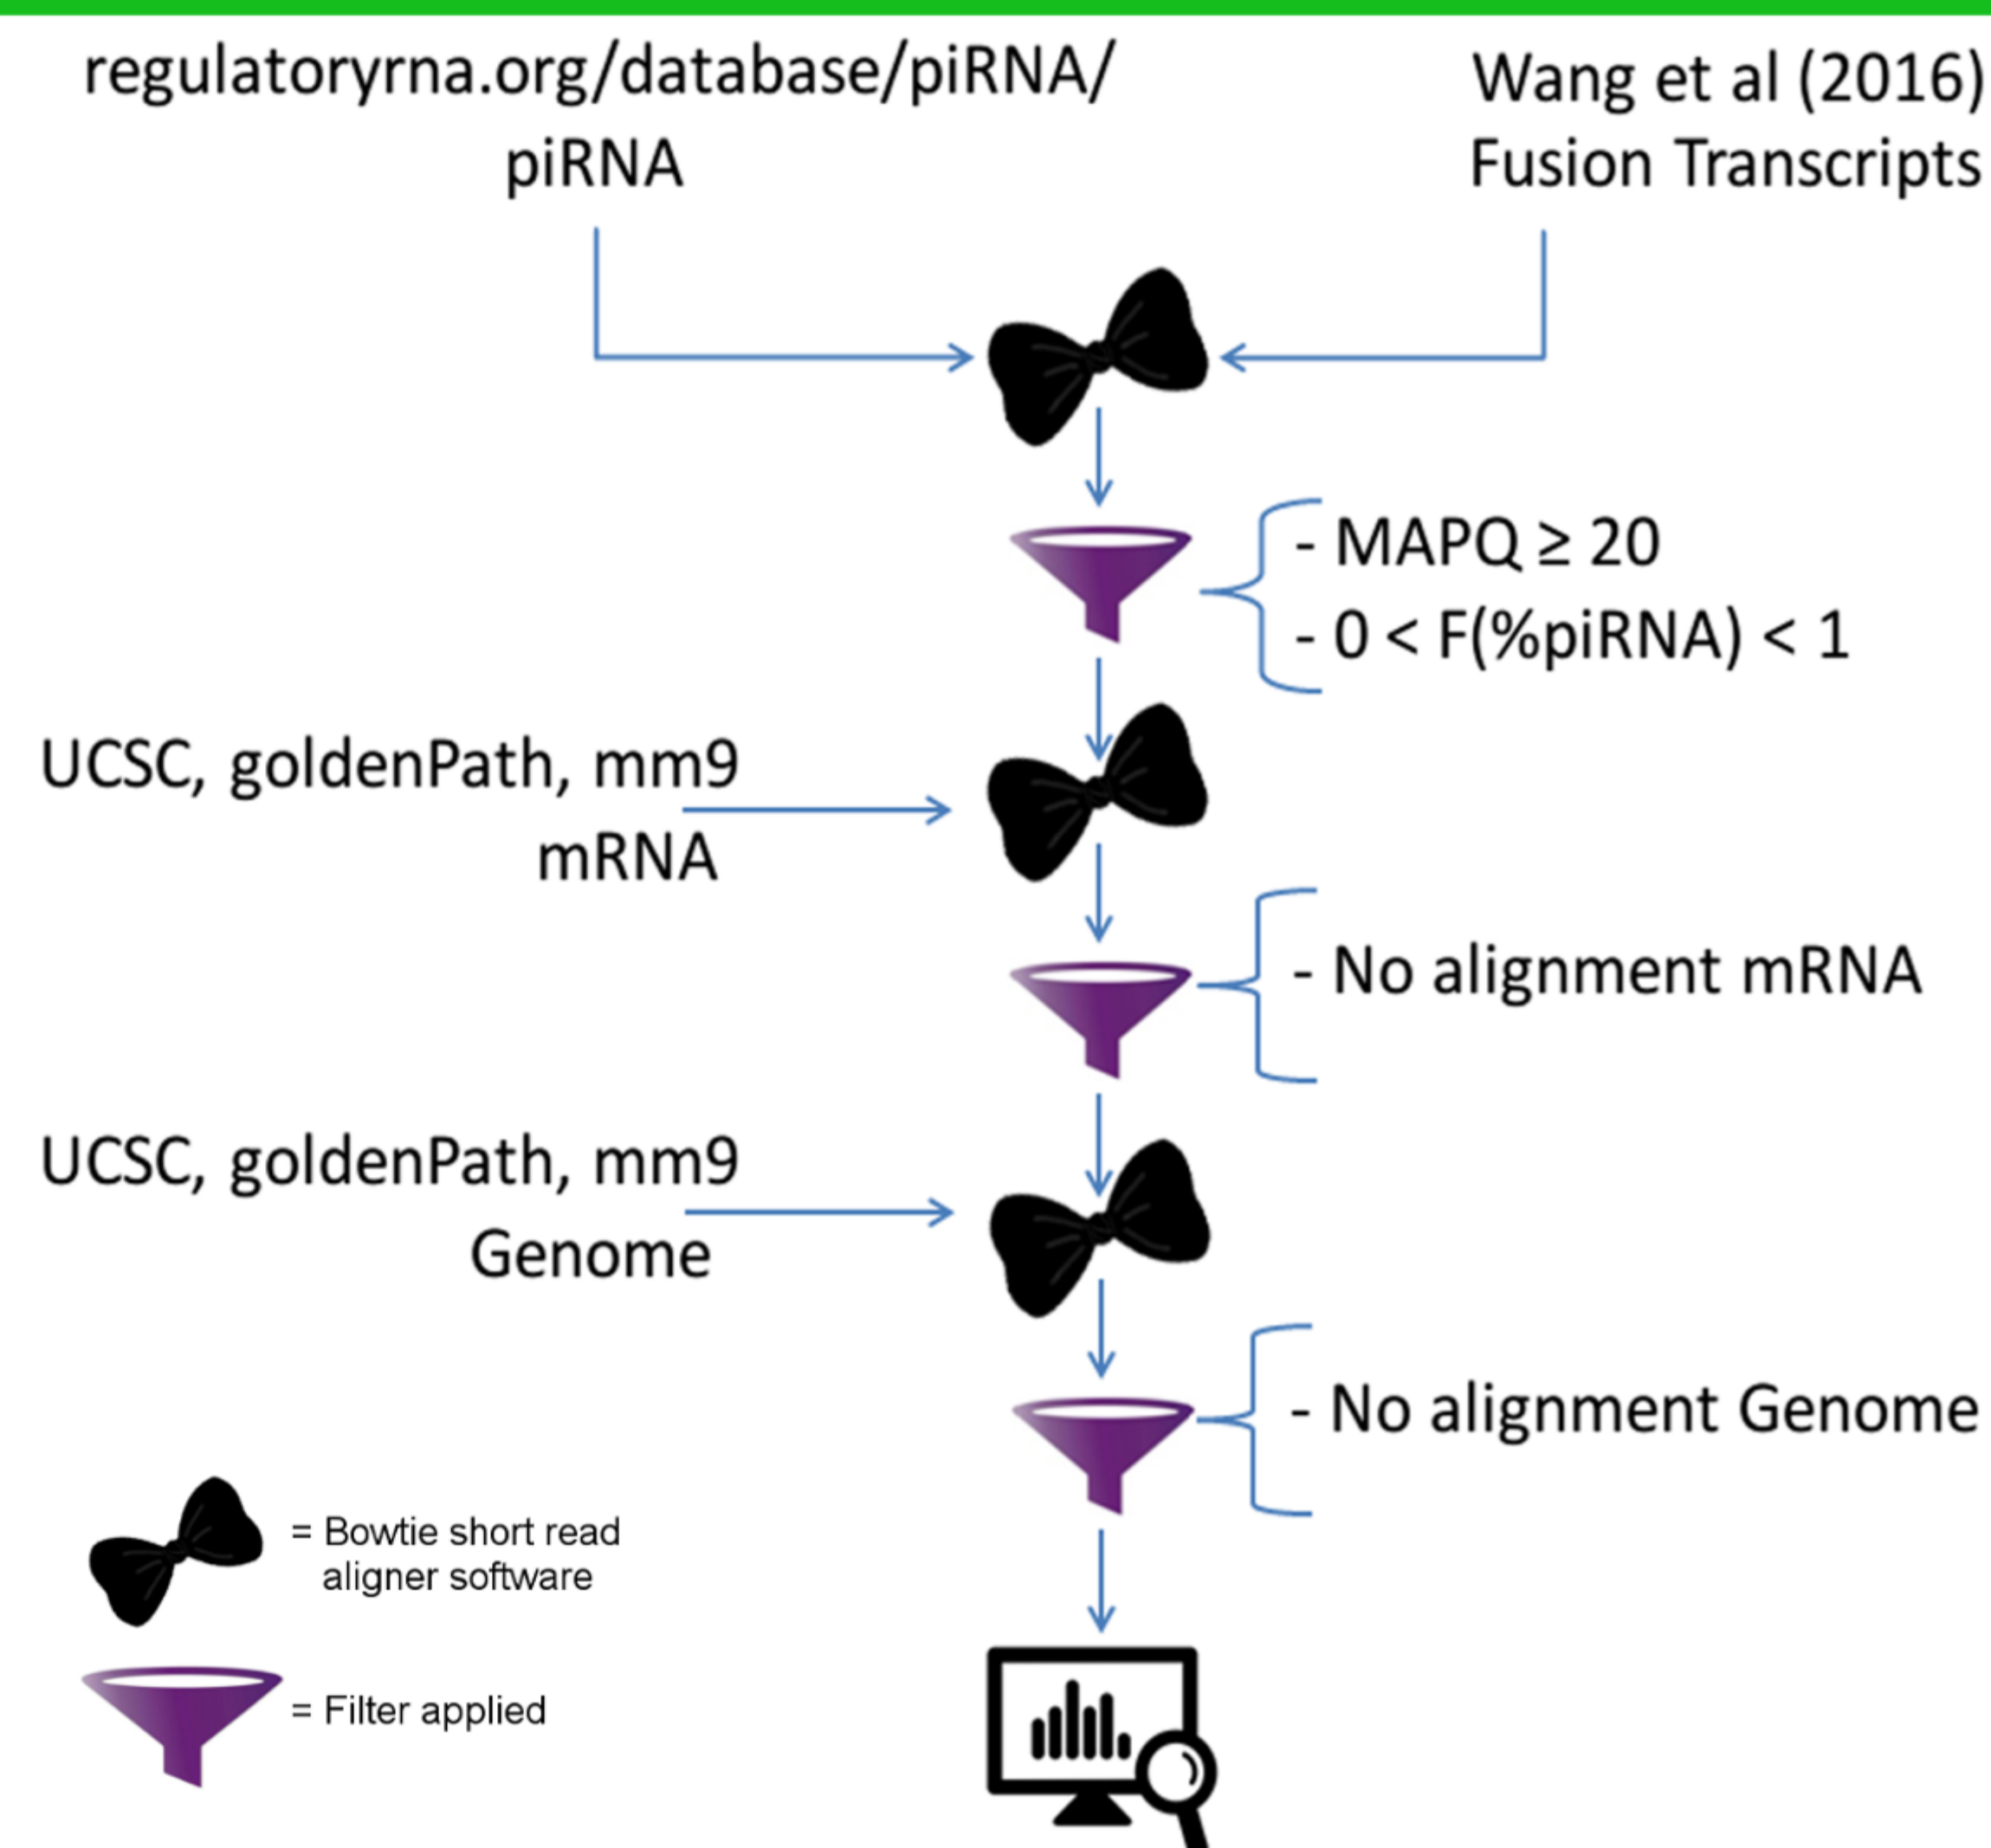 regulatoryrna.org/database/piRNA/
piRNA
Wang et al (2016)
Fusion Transcripts
- MAPQ ≥ 20
- 0 < F(%piRNA) < 1
UCSC, goldenPath, mm9
mRNA
- No alignment mRNA
UCSC, goldenPath, mm9
Genome
- No alignment Genome
= Bowtie short read
aligner software
= Filter applied